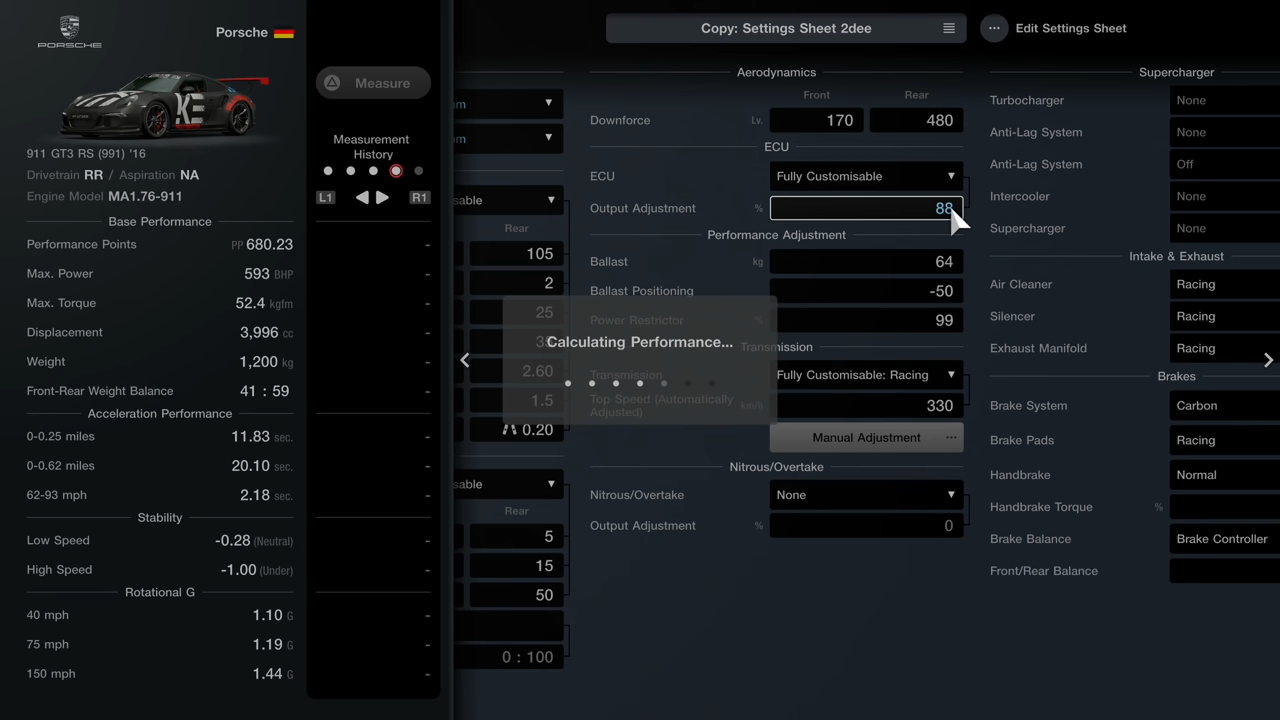 PORSCHE
Porsche
911 GT3 RS (991) '16
Drivetrain RR / Aspiration NA
Engine Model MA1.76-911
Base Performance
Performance Points PP 680.23
Max. Power 593 BHP
Max. Torque 52.4 kgfm
Displacement 3,996 cc
Weight 1,200 kg
Front-Rear Weight Balance 41 : 59
Acceleration Performance
0-0.25 miles 11.83 sec.
0-0.62 miles 20.10 sec.
62-93 mph 2.18 sec.
Stability
Low Speed -0.28 (Neutral)
High Speed -1.00 (Under)
Rotational G
40 mph 1.10 G
75 mph 1.19 G
150 mph 1.44 G
Measure
Measurement
History
L1 R1
-
-
-
-
-
-
-
-
-
-
-
-
-
-
Copy: Settings Sheet 2dee
Edit Settings Sheet
m
m
sable
Rear
105
2
25
2.60
1.5
0.20
sable
Rear
5
15
50
0 : 100
Aerodynamics
Front Rear
Downforce Lv. 170 480
ECU
ECU Fully Customisable
Output Adjustment % 88
Performance Adjustment
Ballast kg 64
Ballast Positioning -50
Power Restrictor % 99
Calculating Performance...
Transmission
Transmission Fully Customisable: Racing
Top Speed (Automatically
Adjusted) km/h 330
Manual Adjustment
Nitrous/Overtake
Nitrous/Overtake None
Output Adjustment % 0
Supercharger
Turbocharger None
Anti-Lag System None
Anti-Lag System Off
Intercooler None
Supercharger None
Intake & Exhaust
Air Cleaner Racing
Silencer Racing
Exhaust Manifold Racing
Brakes
Brake System Carbon
Brake Pads Racing
Handbrake Normal
Handbrake Torque %
Brake Balance Brake Controller
Front/Rear Balance